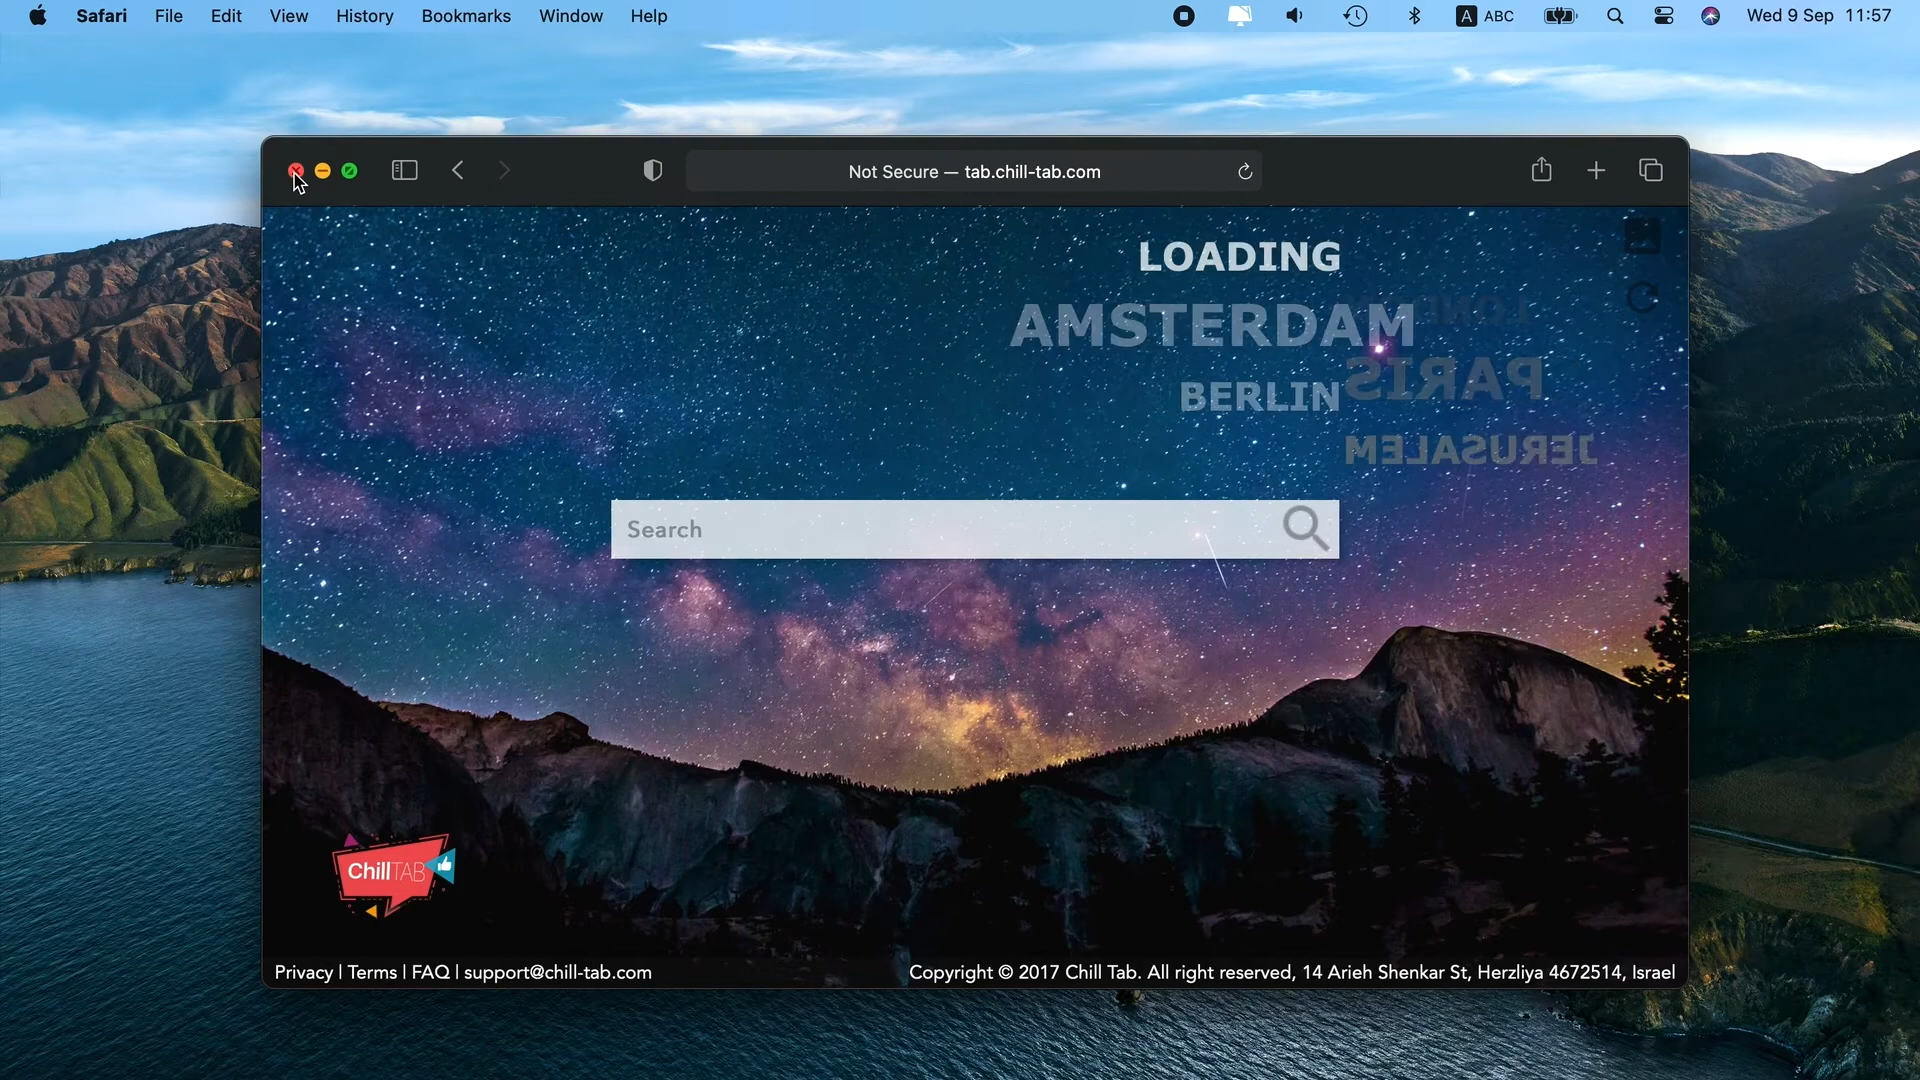 Safari File Edit View History Bookmarks Window Help A ABC Wed 9 Sep 11:57
Not Secure — tab.chill-tab.com
LOADING
AMSTERDAM
PARIS
BERLIN
JERUSALEM
Search
ChillTAB
Privacy | Terms | FAQ | support@chill-tab.com
Copyright © 2017 Chill Tab. All right reserved, 14 Arieh Shenkar St, Herzliya 4672514, Israel